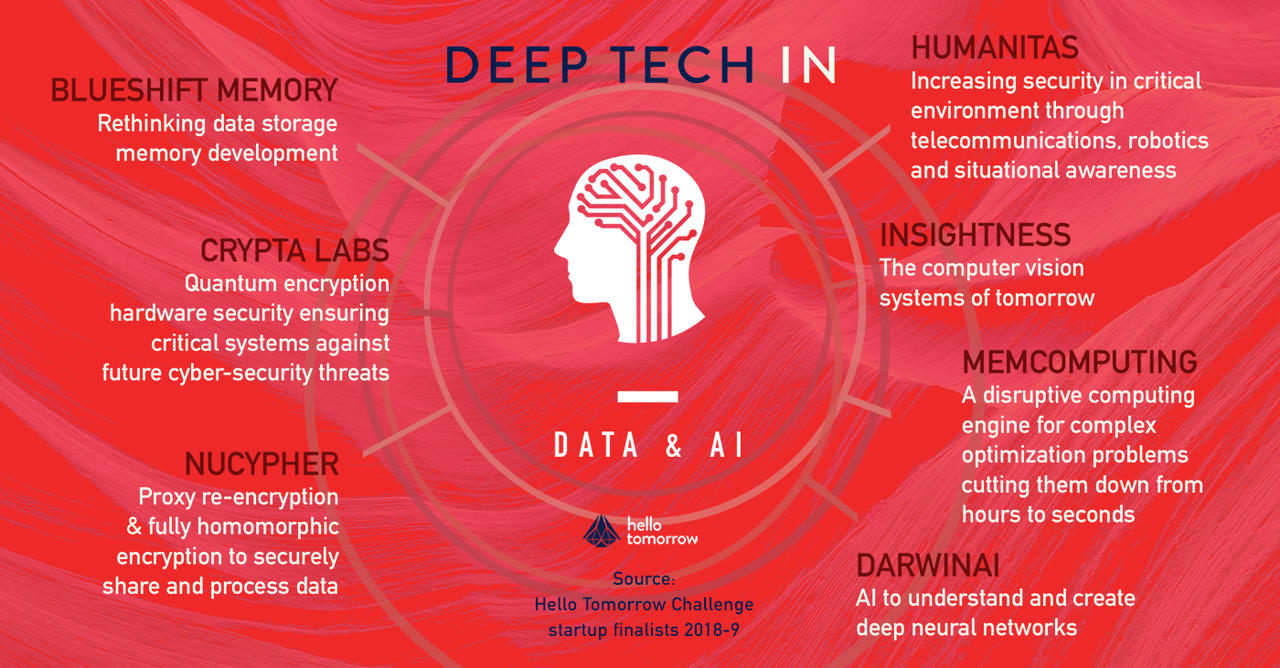 DEEP TECH IN
BLUESHIFT MEMORY
Rethinking data storage
memory development
CRYPTA LABS
Quantum encryption
hardware security ensuring
critical systems against
future cyber-security threats
NUCYPHER
Proxy re-encryption
& fully homomorphic
encryption to securely
share and process data
DATA & AI
hello
tomorrow
Source:
Hello Tomorrow Challenge
startup finalists 2018-9
HUMANITAS
Increasing security in critical
environment through
telecommunications, robotics
and situational awareness
INSIGHTNESS
The computer vision
systems of tomorrow
MEMCOMPUTING
A disruptive computing
engine for complex
optimization problems
cutting them down from
hours to seconds
DARWINAI
AI to understand and create
deep neural networks